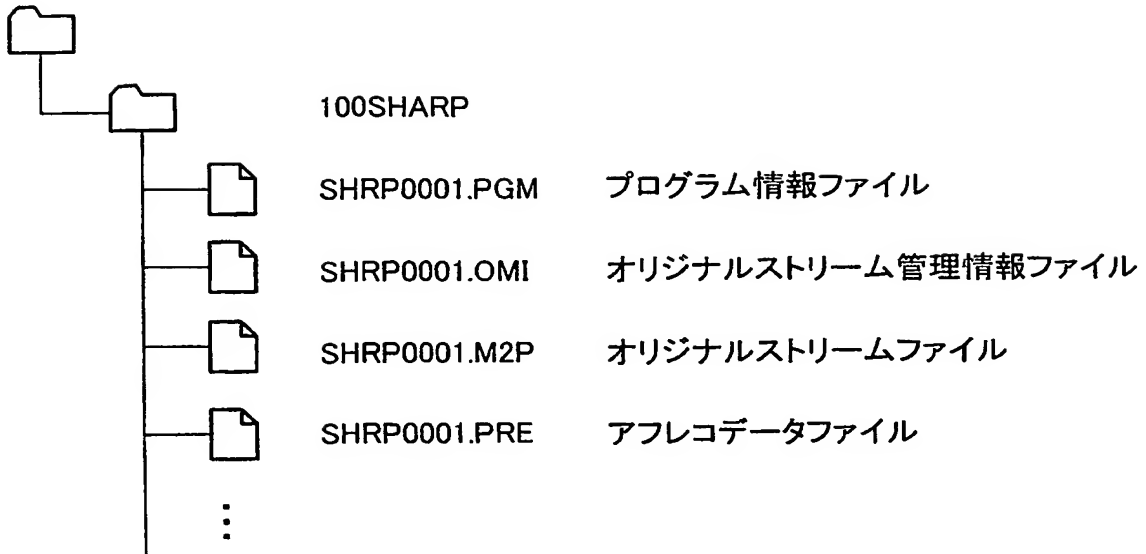 100SHARP
SHRP0001.PGM プログラム情報ファイル
SHRP0001.OMI オリジナルストリーム管理情報ファイル
SHRP0001.M2P オリジナルストリームファイル
SHRP0001.PRE アフレコデータファイル
⋮